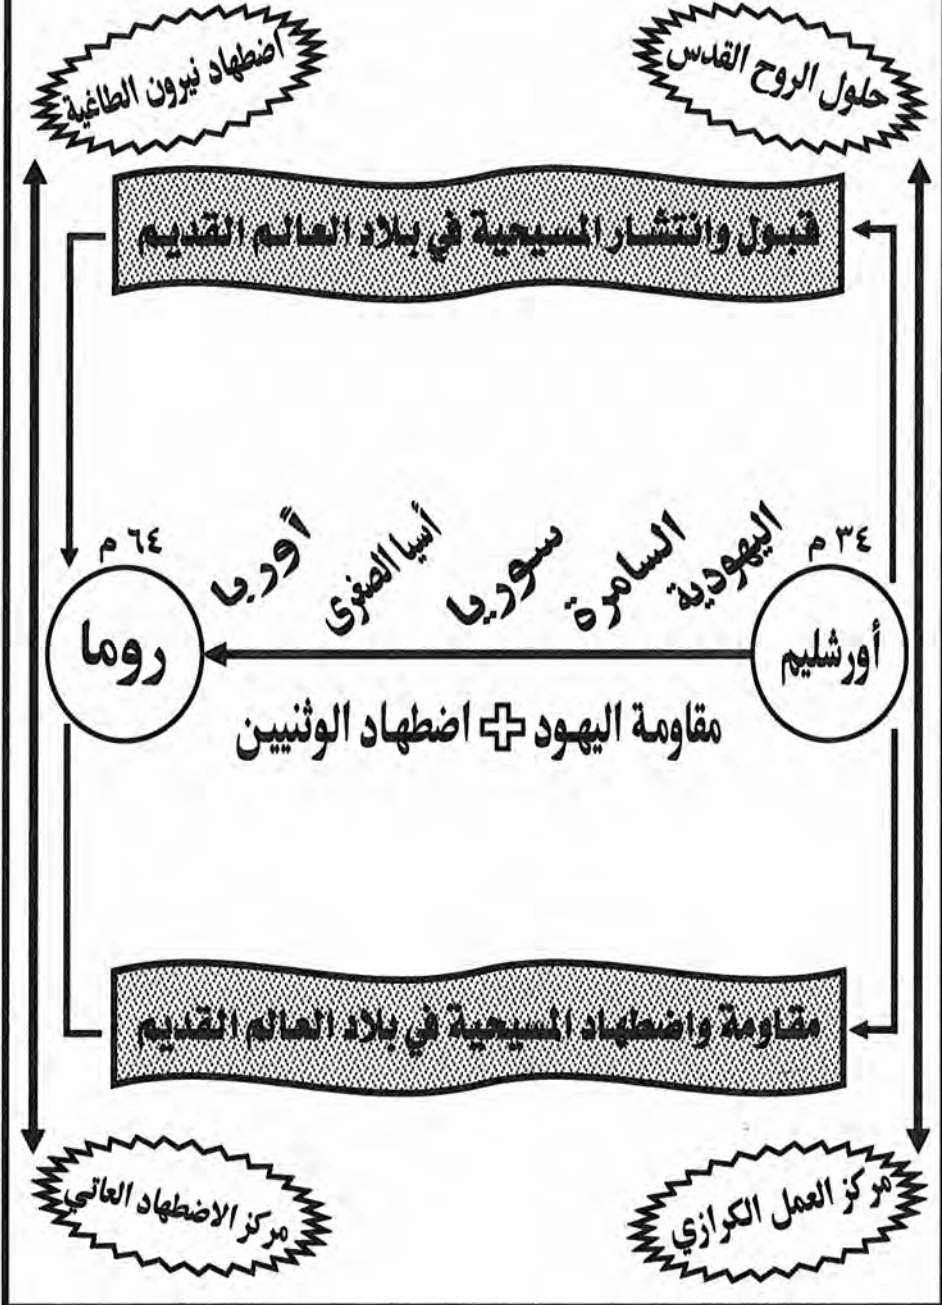 حلول الروح القدس
اضطهاد نيرون الطاغية
قبول وانتشار المسيحية في بلاد العالم القديم
٣٤ م
اليهودية
السامرة
سوريا
أسيا الصغرى
أوربا
٦٤ م
أورشليم
روما
مقاومة اليهود + اضطهاد الوثنيين
مقاومة واضطهاد المسيحية في بلاد العالم القديم
مركز العمل الكرازي
مركز الاضطهاد العاتي